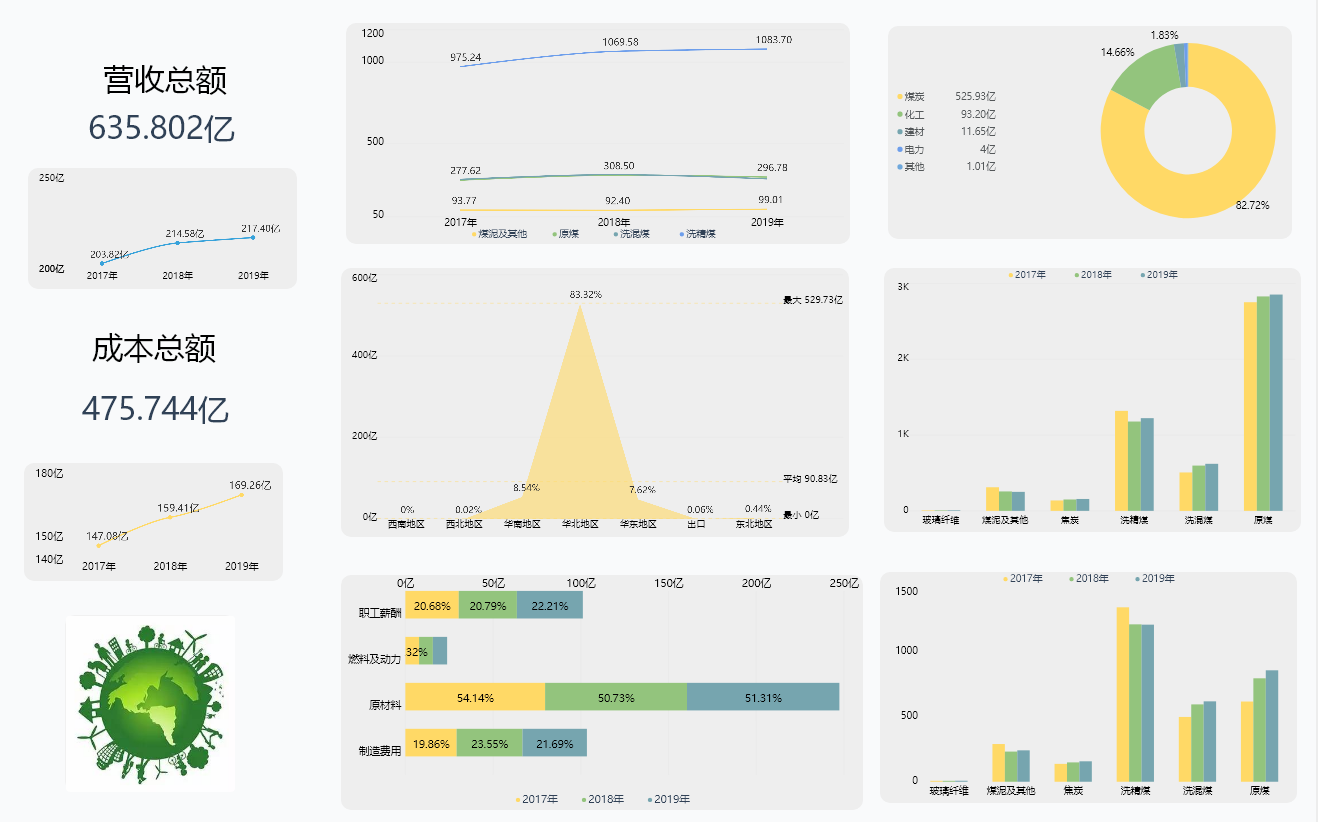 营收总额
635.802亿
250亿
200亿
203.82亿
214.58亿
217.40亿
2017年 2018年 2019年
成本总额
475.744亿
180亿
150亿
140亿
147.08亿
159.41亿
169.26亿
2017年 2018年 2019年
1200
1000
500
50
975.24 1069.58 1083.70
277.62 308.50 296.78
93.77 92.40 99.01
2017年 2018年 2019年
煤泥及其他 原煤 洗混煤 洗精煤
1.83%
14.66%
82.72%
煤炭 525.93亿
化工 93.20亿
建材 11.65亿
电力 4亿
其他 1.01亿
600亿
400亿
200亿
0亿
83.32%
最大 529.73亿
平均 90.83亿
最小 0亿
0% 0.02% 8.54% 7.62% 0.06% 0.44%
西南地区 西北地区 华南地区 华北地区 华东地区 出口 东北地区
2017年 2018年 2019年
3K
2K
1K
0
玻璃纤维 煤泥及其他 焦炭 洗精煤 洗混煤 原煤
0亿 50亿 100亿 150亿 200亿 250亿
职工薪酬 20.68% 20.79% 22.21%
燃料及动力 32%
原材料 54.14% 50.73% 51.31%
制造费用 19.86% 23.55% 21.69%
2017年 2018年 2019年
2017年 2018年 2019年
1500
1000
500
0
玻璃纤维 煤泥及其他 焦炭 洗精煤 洗混煤 原煤